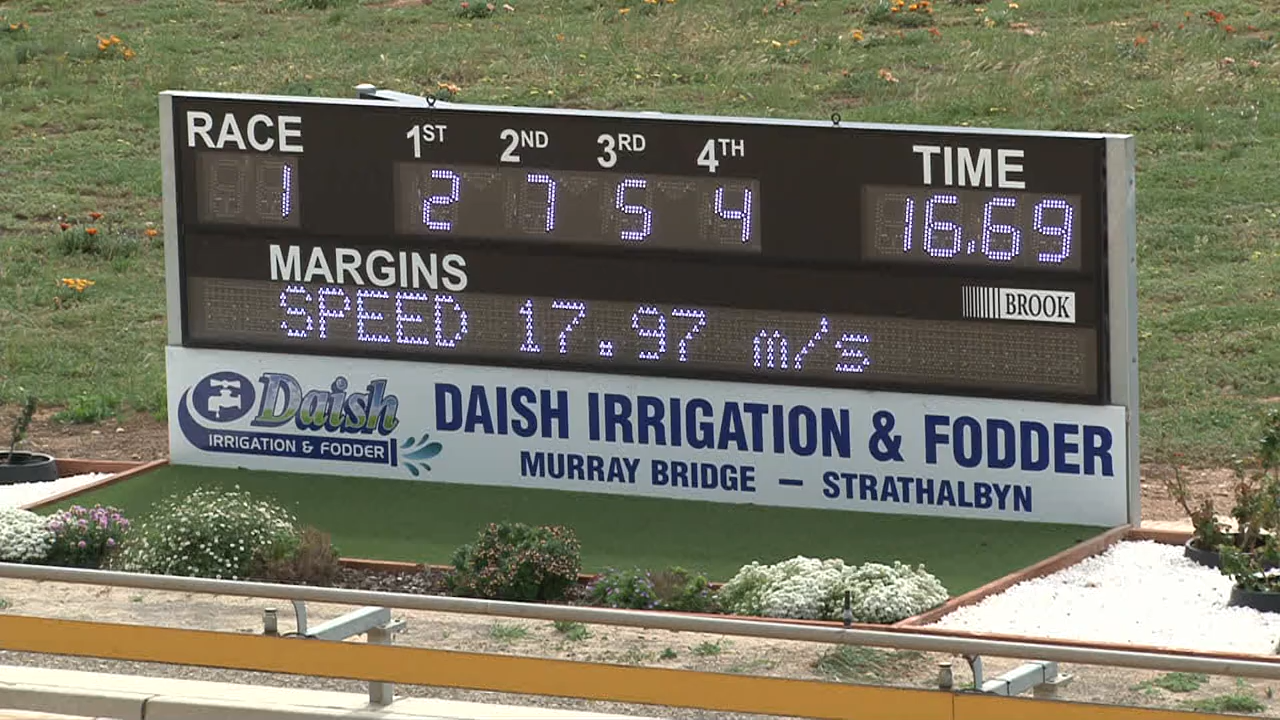 RACE 1ST 2ND 3RD 4TH TIME
1 2 7 5 4 16.69
MARGINS
BROOK
SPEED 17.97 m/s
Daish
IRRIGATION & FODDER
DAISH IRRIGATION & FODDER
MURRAY BRIDGE – STRATHALBYN